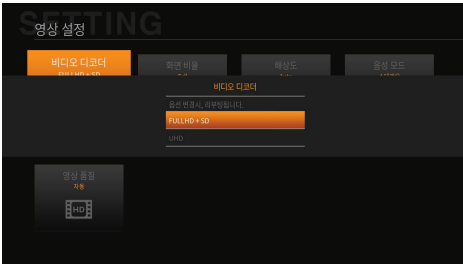 SETTING
영상 설정
비디오 디코더
FULLHD + SD
화면 비율
해상도
음성 모드
비디오 디코더
옵션 변경시, 리부팅됩니다.
FULLHD + SD
UHD
영상 품질
자동
HD